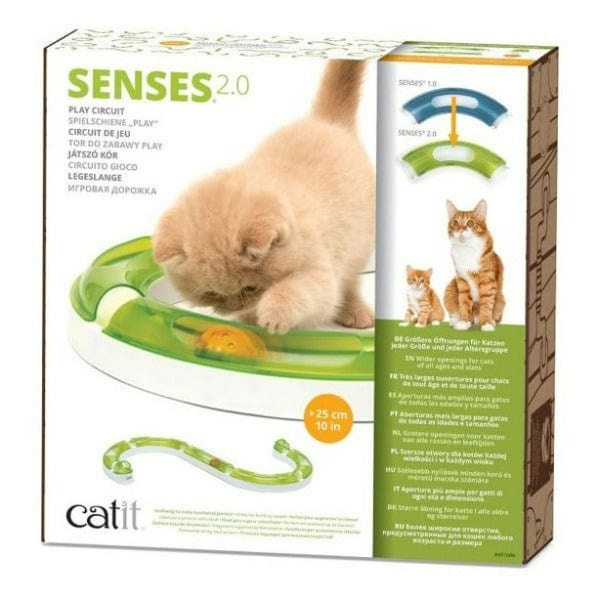 SENSES® 2.0
PLAY CIRCUIT
SPIELSCHIENE „PLAY“
CIRCUIT DE JEU
TOR DO ZABAWY PLAY
JÁTSZÓ KÖR
CIRCUITO GIOCO
LEGESLANGE
ИГРОВАЯ ДОРОЖКА
+ 25 cm
10 in
catit®
SENSES® 1.0
SENSES® 2.0
DE Größere Öffnungen für Katzen
jeder Größe und jeder Altersgruppe
EN Wider openings for cats
of all ages and sizes
FR Très larges ouvertures pour chats
de tout âge et de toute taille
ES Aperturas más amplias para gatos
de todas las edades y tamaños
PT Aberturas mais largas para gatos
de todas as idades e tamanhos
NL Grotere openingen voor katten
van alle rassen en leeftijden
PL Szersze otwory dla kotów każdej
wielkości i w każdym wieku
HU Szélesebb nyílások minden korú és
méretű macska számára
IT Aperture più ampie per gatti di
ogni età e dimensione
DK Større åbning for katte i alle aldre
og størrelser
RU Более широкие отверстия,
предусмотренные для кошек любого
возраста и размера